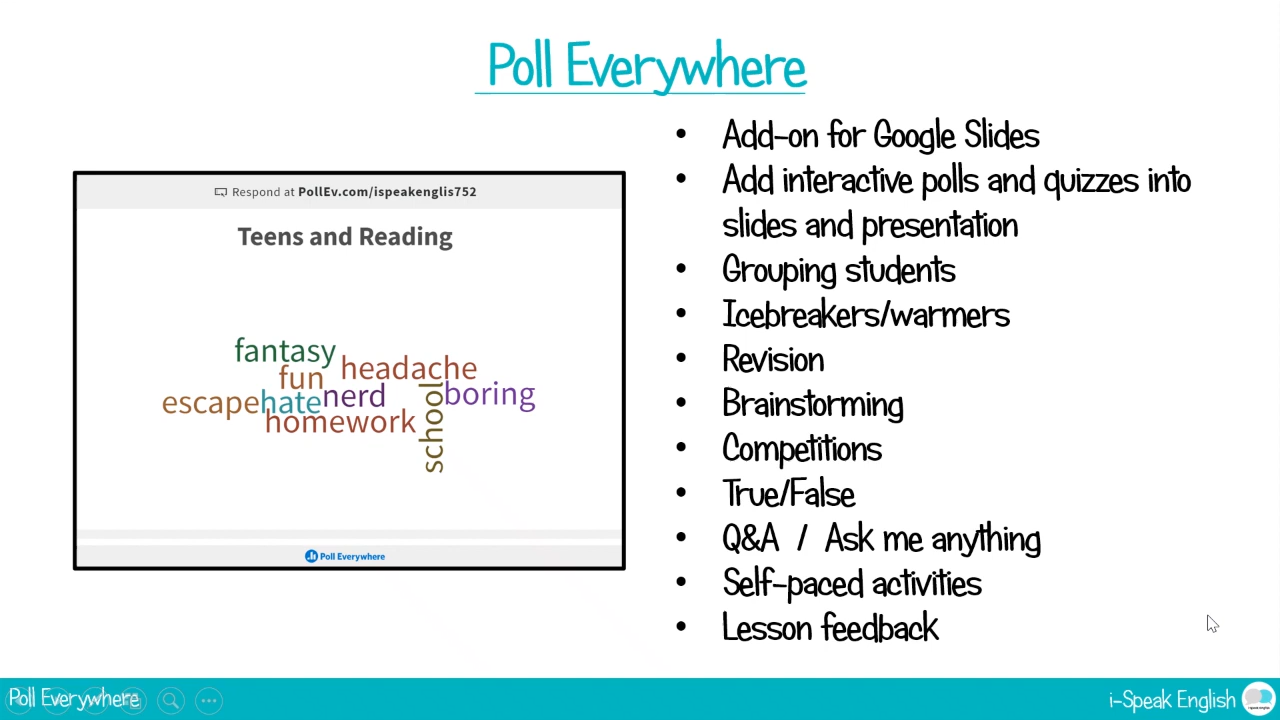 Poll Everywhere
Respond at PollEv.com/ispeakenglis752
Teens and Reading
fantasy
headache
fun
nerd
boring
escape
hate
homework
school
Poll Everywhere
• Add-on for Google Slides
• Add interactive polls and quizzes into
slides and presentation
• Grouping students
• Icebreakers/warmers
• Revision
• Brainstorming
• Competitions
• True/False
• Q&A / Ask me anything
• Self-paced activities
• Lesson feedback
Poll Everywhere
i-Speak English